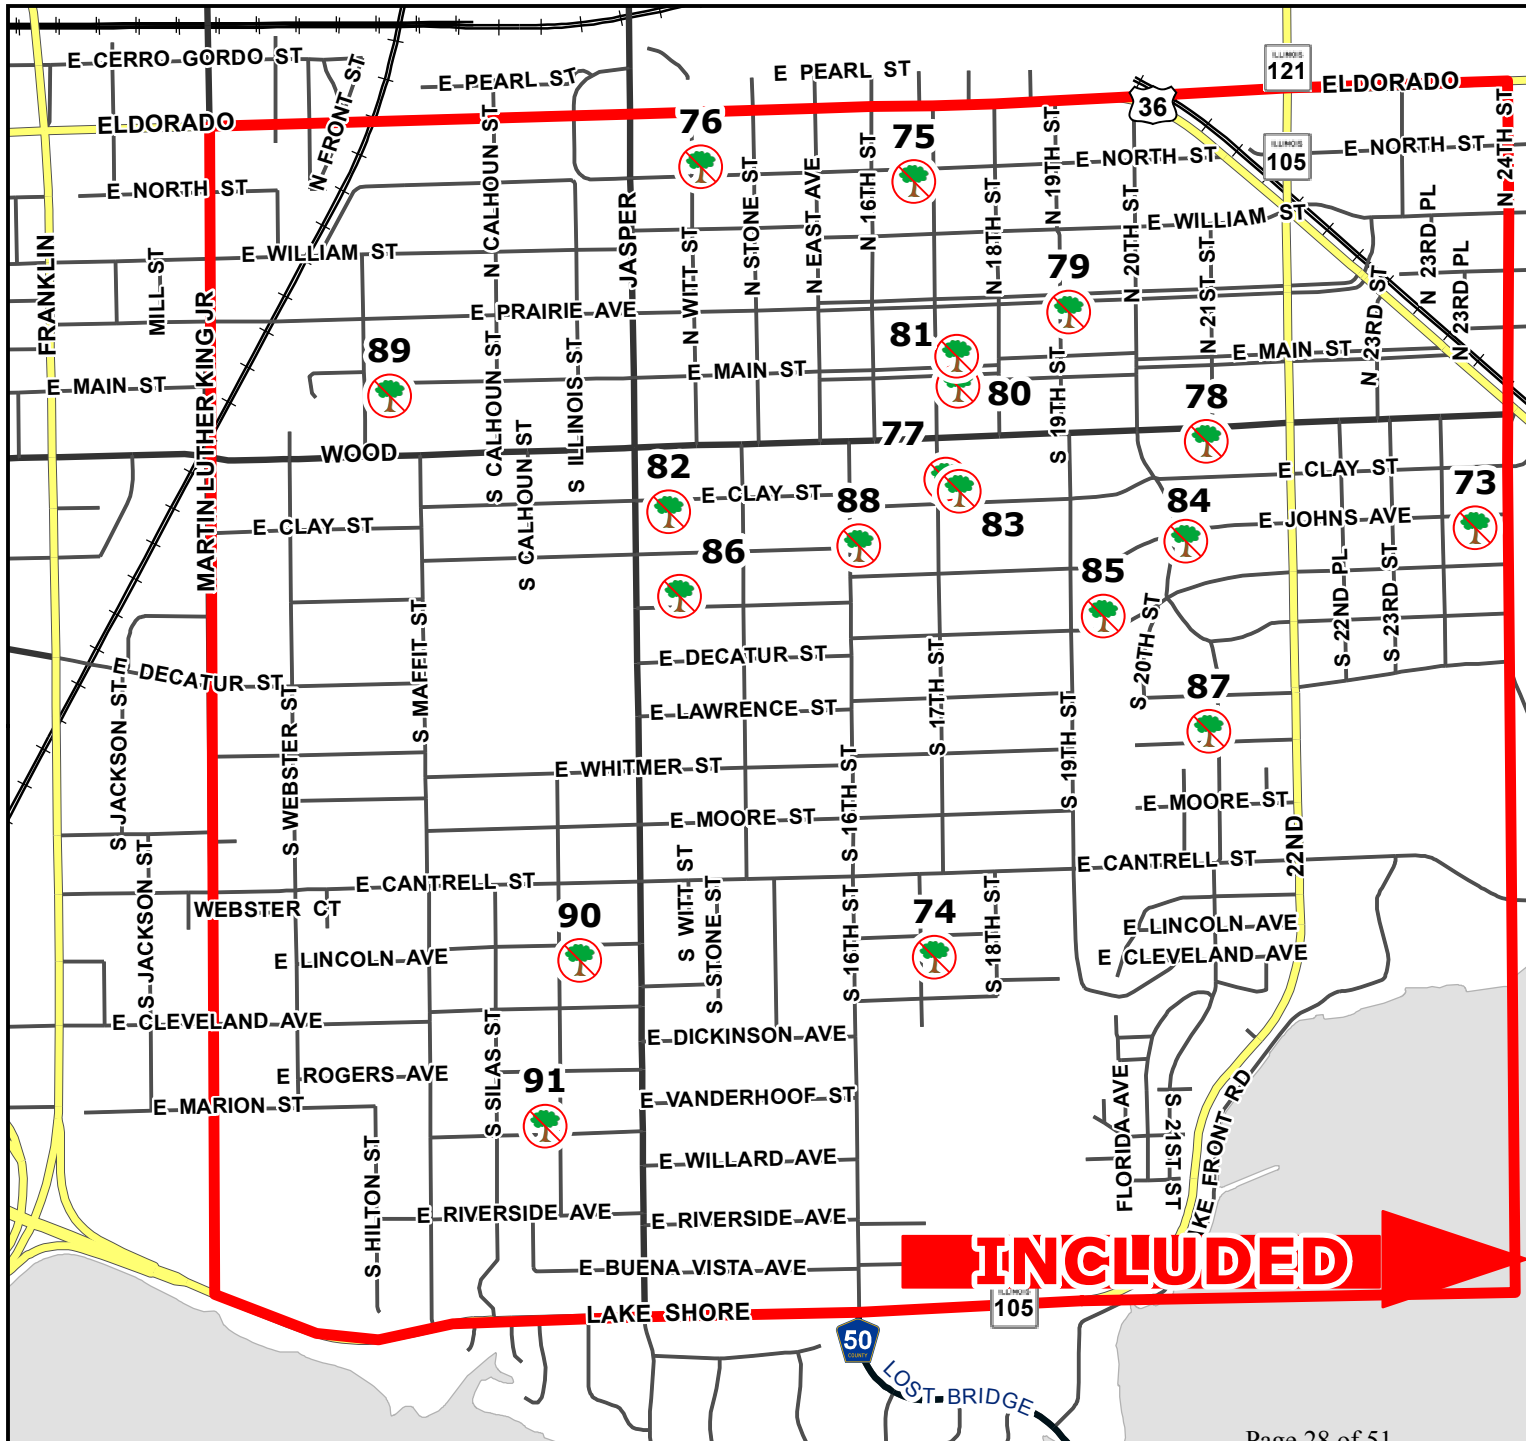 E CERRO GORDO ST
N FRONT ST
E PEARL ST
E PEARL ST
ILLINOIS
121
ELDORADO
36
ELDORADO
76
75
ILLINOIS
105
E NORTH ST
E NORTH ST
E NORTH ST
N 24TH ST
N CALHOUN ST
JASPER
N WITT ST
N STONE ST
N EAST AVE
N 16TH ST
N 18TH ST
N 19TH ST
N 20TH ST
N 21ST ST
N 23RD PL
N 23RD PL
N 23RD ST
E WILLIAM ST
E WILLIAM ST
FRANKLIN
MILL ST
MARTIN LUTHER KING JR
79
E PRAIRIE AVE
81
89
E MAIN ST
E MAIN ST
E MAIN ST
80
78
S CALHOUN ST
S CALHOUN ST
S ILLINOIS ST
S 19TH ST
77
WOOD
82
E CLAY ST
E CLAY ST
E CLAY ST
88
83
84
73
E JOHNS AVE
86
85
S 22ND PL
S 23RD ST
S 20TH ST
E DECATUR ST
E DECATUR ST
S MAFFIT ST
S 17TH ST
87
E LAWRENCE ST
S JACKSON ST
S WEBSTER ST
S 19TH ST
E WHITMER ST
S 16TH ST
E MOORE ST
E MOORE ST
22ND
E CANTRELL ST
E CANTRELL ST
WEBSTER CT
S JACKSON ST
S WITT ST
S STONE ST
S 16TH ST
S 18TH ST
90
74
E LINCOLN AVE
E LINCOLN AVE
E CLEVELAND AVE
E CLEVELAND AVE
E DICKINSON AVE
S SILAS ST
E ROGERS AVE
91
E VANDERHOOF ST
E MARION ST
FLORIDA AVE
S 21ST ST
KE FRONT RD
E WILLARD AVE
S HILTON ST
E RIVERSIDE AVE
E RIVERSIDE AVE
E BUENA VISTA AVE
INCLUDED
LAKE SHORE
ILLINOIS
105
50
COUNTY
LOST BRIDGE
Page 28 of 51